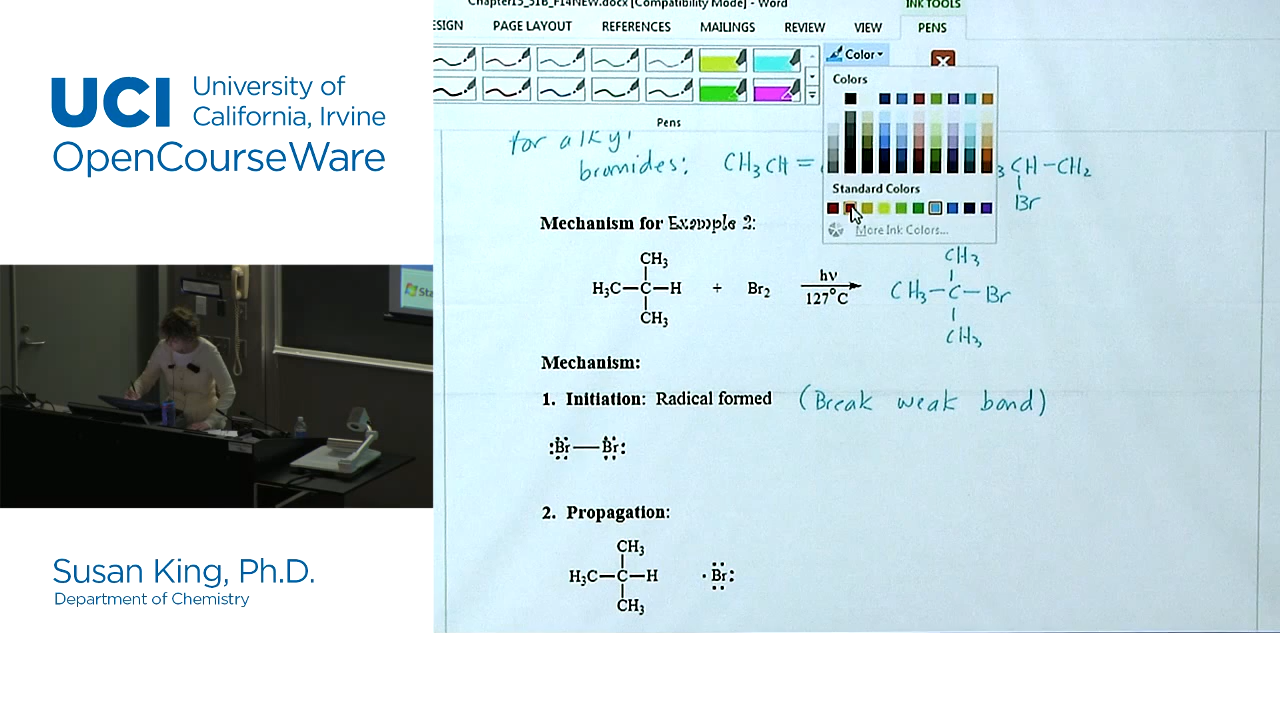 UCI University of California, Irvine
OpenCourseWare
Susan King, Ph.D.
Department of Chemistry
Chapter15_51B_F14NEW.docx [Compatibility Mode] - Word
INK TOOLS
ESIGN PAGE LAYOUT REFERENCES MAILINGS REVIEW VIEW PENS
Color
Pens
Colors
Standard Colors
More Ink Colors...
for alkyl
bromides: CH3CH =
CH-CH2
Br
Mechanism for Example 2:
CH3
H3C-C-H + Br2 hν
127°C
CH3
CH3
CH3-C-Br
CH3
Mechanism:
1. Initiation: Radical formed (Break weak bond)
:Br—Br:
2. Propagation:
CH3
H3C-C-H ·Br:
CH3
Sta